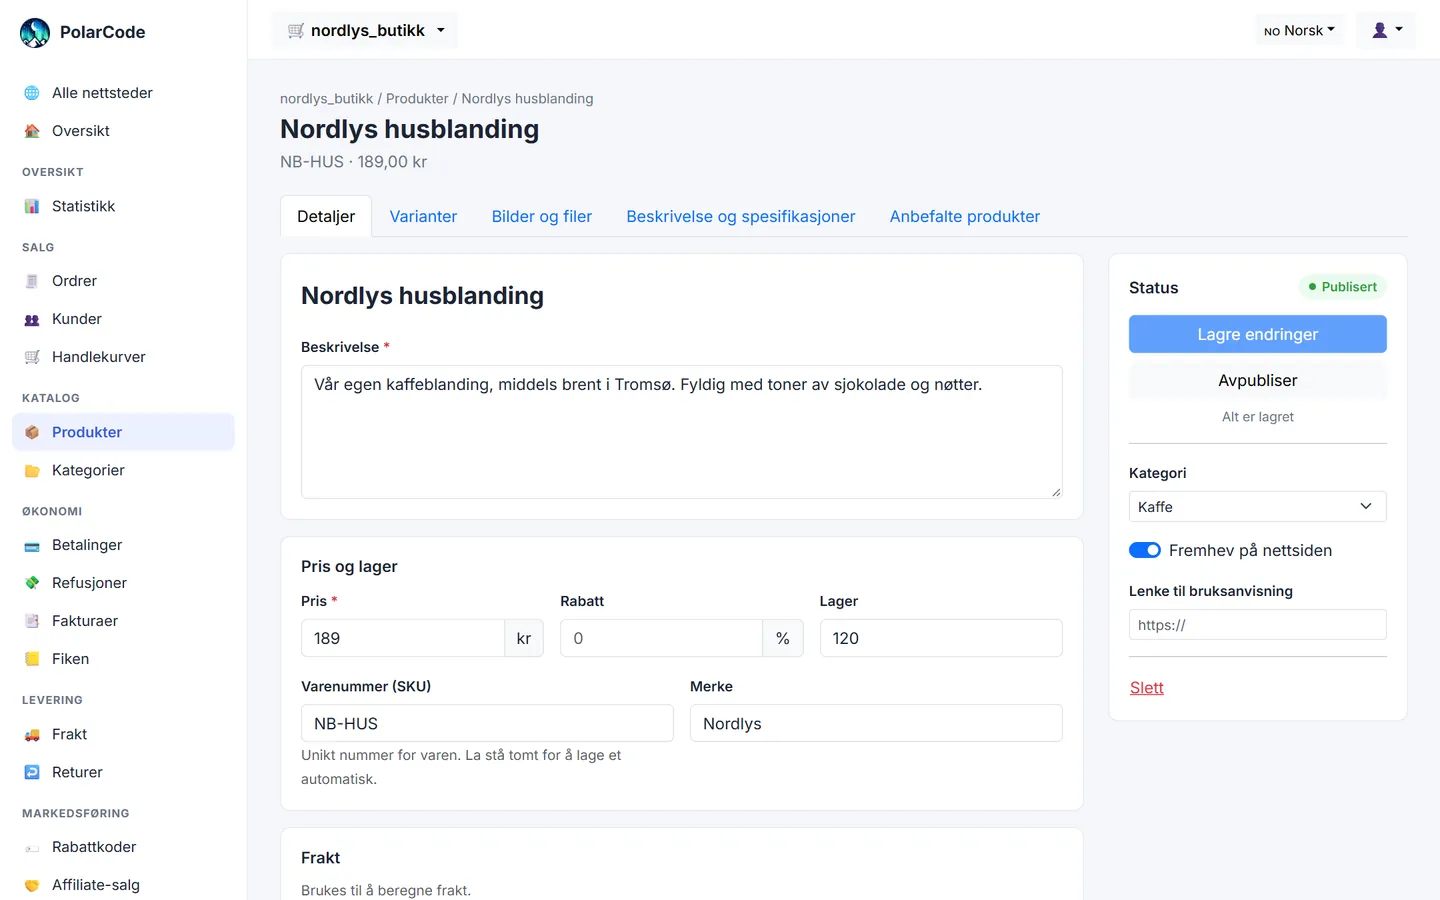 PolarCode
nordlys_butikk
NO Norsk
Alle nettsteder
Oversikt
OVERSIKT
Statistikk
SALG
Ordrer
Kunder
Handlekurver
KATALOG
Produkter
Kategorier
ØKONOMI
Betalinger
Refusjoner
Fakturaer
Fiken
LEVERING
Frakt
Returer
MARKEDSFØRING
Rabattkoder
Affiliate-salg
nordlys_butikk / Produkter / Nordlys husblanding
Nordlys husblanding
NB-HUS · 189,00 kr
Detaljer
Varianter
Bilder og filer
Beskrivelse og spesifikasjoner
Anbefalte produkter
Nordlys husblanding
Beskrivelse *
Vår egen kaffeblanding, middels brent i Tromsø. Fyldig med toner av sjokolade og nøtter.
Pris og lager
Pris *
Rabatt
Lager
189 kr
0 %
120
Varenummer (SKU)
Merke
NB-HUS
Nordlys
Unikt nummer for varen. La stå tomt for å lage et
automatisk.
Frakt
Brukes til å beregne frakt.
Status
Publisert
Lagre endringer
Avpubliser
Alt er lagret
Kategori
Kaffe
Fremhev på nettsiden
Lenke til bruksanvisning
https://
Slett